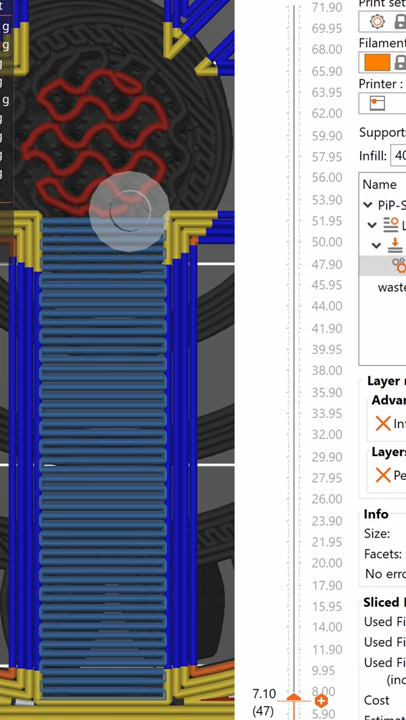 t
g
g
g
g
g
g
g
g
71.90
69.95
68.00
65.90
63.95
62.00
59.90
57.95
56.00
53.90
51.95
50.00
47.90
45.95
44.00
41.90
39.95
38.00
35.90
33.95
32.00
29.90
27.95
26.00
23.90
21.95
20.00
17.90
15.95
14.00
11.90
9.95
8.00
5.90
7.10
(47)
Print set
Filament
Printer :
Supports
Infill: 40
Name
PiP-S
L
waste
Layer
Advan
Inf
Layers
Pe
Info
Size:
Facets:
No erro
Sliced I
Used Fi
Used Fi
Used Fi
(inc
Cost